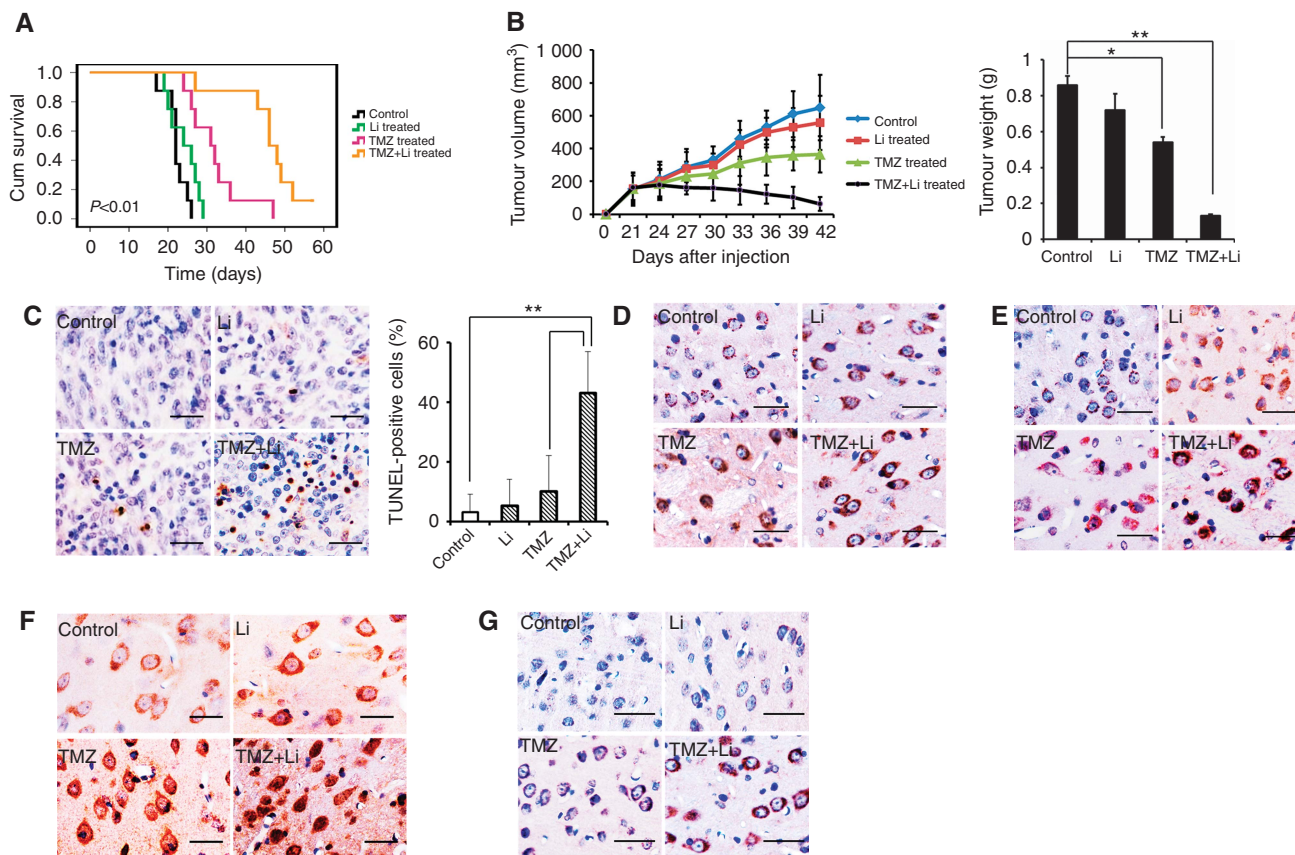 A
Cum survival
1.0
0.8
0.6
0.4
0.2
0.0
P<0.01
0 20 30 40 50 60
Time (days)
Control
Li treated
TMZ treated
TMZ+Li treated
B
Tumour volume (mm3)
1 000
800
600
400
200
0
0 21 24 27 30 33 36 39 42
Days after injection
Control
Li treated
TMZ treated
TMZ+Li treated
Tumour weight (g)
1
0.8
0.6
0.4
0.2
0
**
*
Control Li TMZ TMZ+Li
C
Control
Li
TMZ
TMZ+Li
TUNEL-positive cells (%)
60
40
20
0
**
Control
Li
TMZ
TMZ+Li
D
Control
Li
TMZ
TMZ+Li
E
Control
Li
TMZ
TMZ+Li
F
Control
Li
TMZ
TMZ+Li
G
Control
Li
TMZ
TMZ+Li